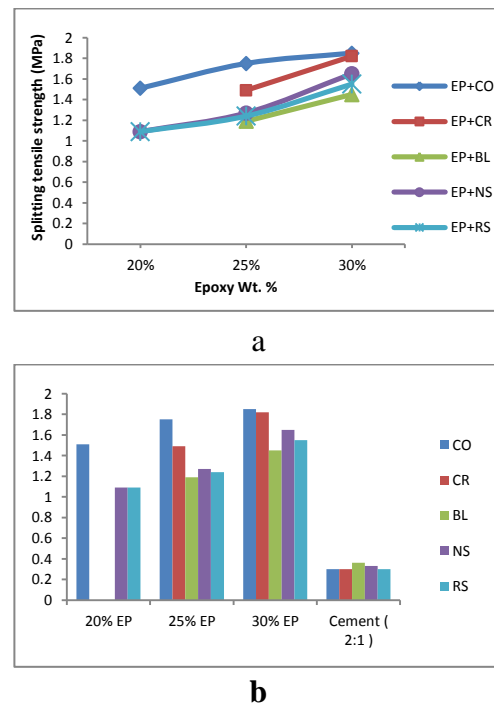 2
1.8
1.6
1.4
1.2
1
0.8
0.6
0.4
0.2
0
Splitting tensile strength (MPa)
20% 25% 30%
Epoxy Wt. %
EP+CO
EP+CR
EP+BL
EP+NS
EP+RS
a
2
1.8
1.6
1.4
1.2
1
0.8
0.6
0.4
0.2
0
20% EP 25% EP 30% EP Cement (
2:1 )
CO
CR
BL
NS
RS
b